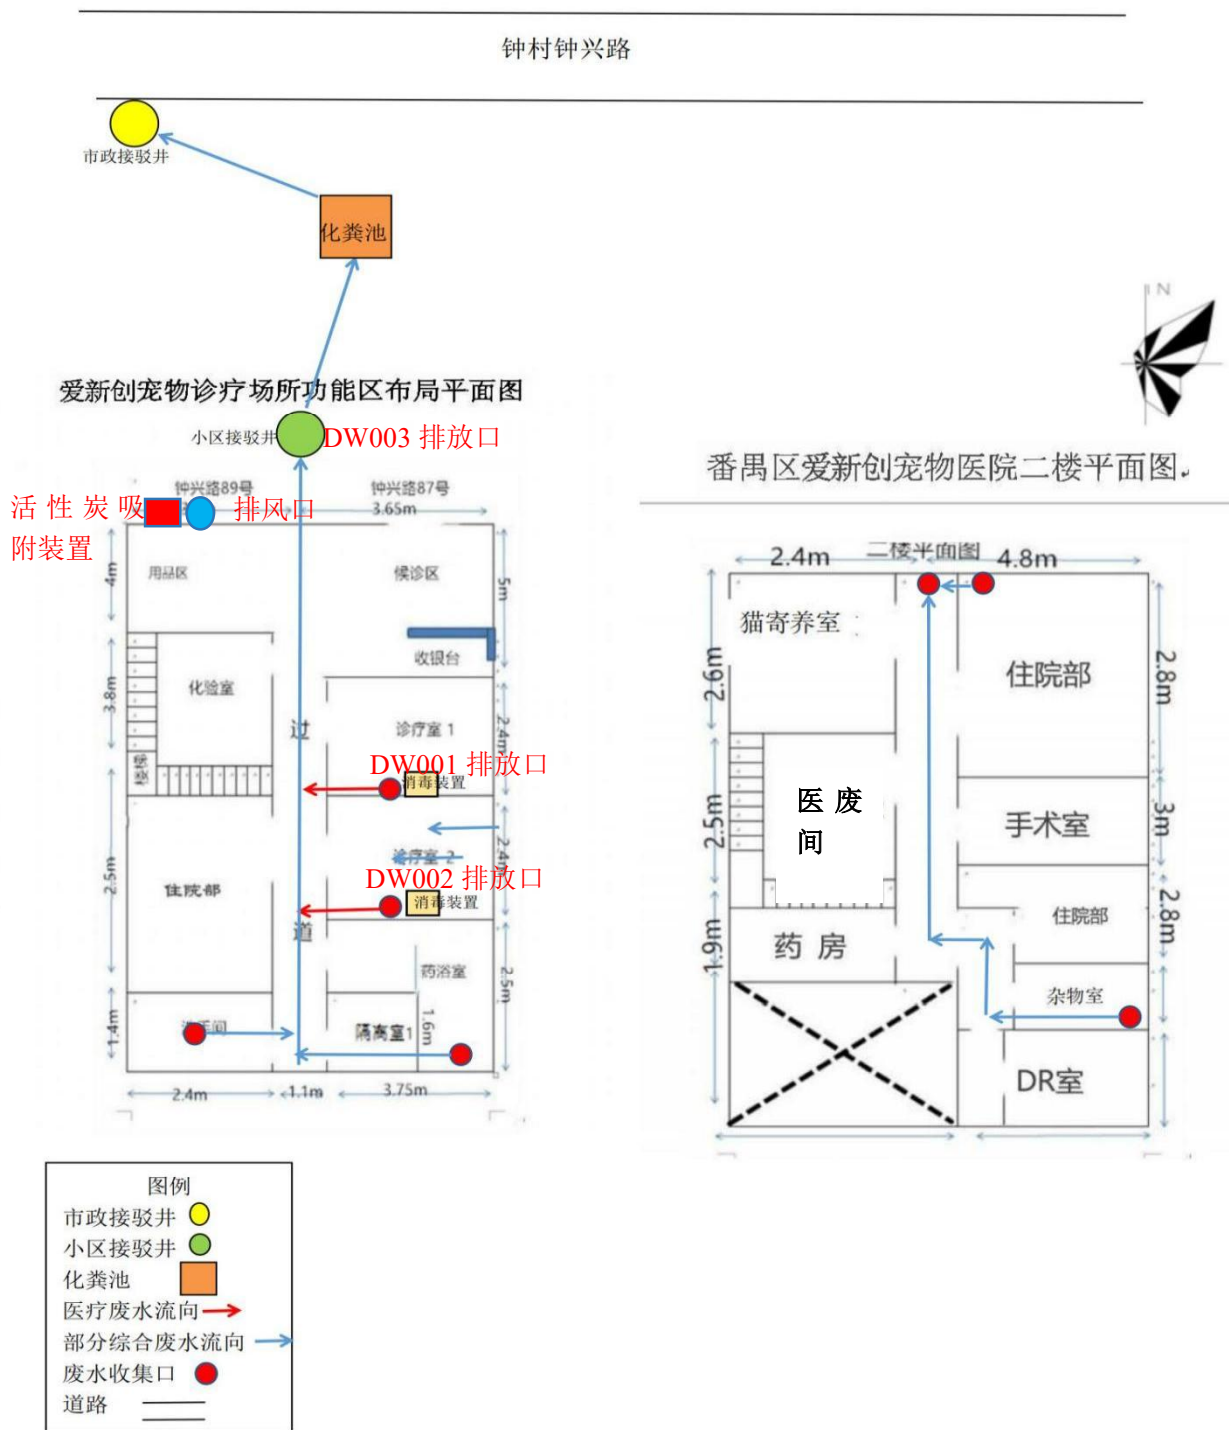 钟村钟兴路
市政接驳井
化粪池
N
爱新创宠物诊疗场所功能区布局平面图
小区接驳井
DW003 排放口
番禺区爱新创宠物医院二楼平面图
钟兴路89号
钟兴路87号
3.65m
活性炭吸
附装置
排风口
用品区
候诊区
4m
5m
收银台
化验室
3.8m
过
诊疗室 1
2.4m
DW001 排放口
消毒装置
楼梯
诊疗室 2
2.4m
DW002 排放口
消毒装置
住院部
2.5m
道
药浴室
2.5m
洗手间
1.4m
隔离室1
1.6m
2.4m
1.1m
3.75m
二楼平面图
2.4m
4.8m
猫寄养室
2.6m
住院部
2.8m
医废
间
2.5m
手术室
3m
住院部
2.8m
药房
1.9m
杂物室
DR室
图例
市政接驳井
小区接驳井
化粪池
医疗废水流向
部分综合废水流向
废水收集口
道路